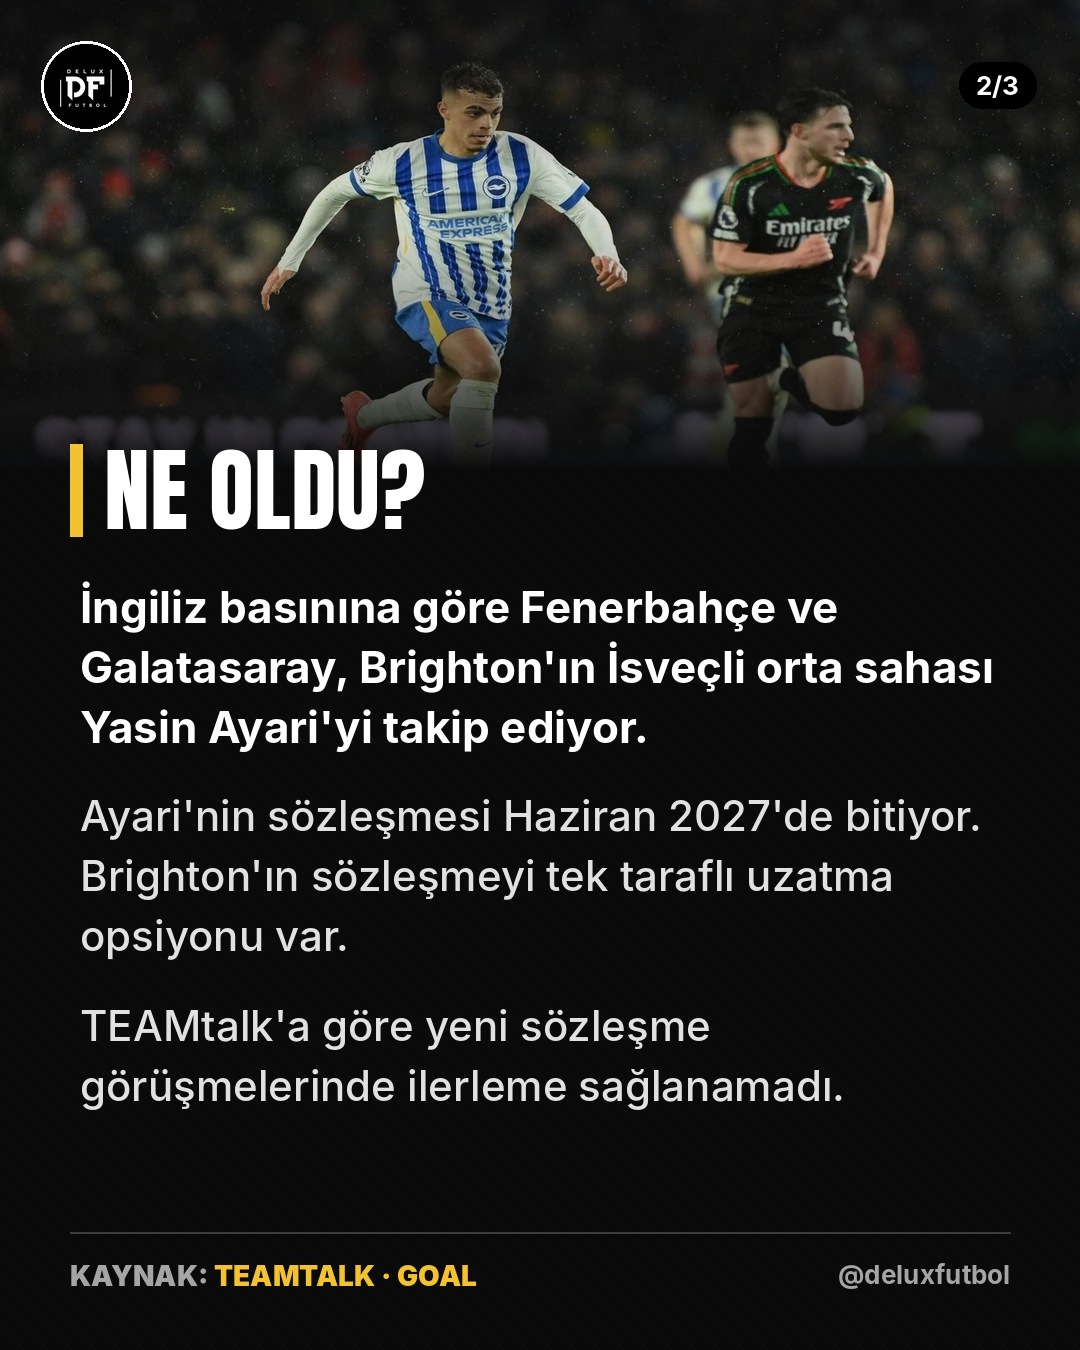 DELUX
DF
FUTBOL
2/3
AMERICAN
EXPRESS
Emirates
NE OLDU?
İngiliz basınına göre Fenerbahçe ve
Galatasaray, Brighton'ın İsveçli orta sahası
Yasin Ayari'yi takip ediyor.
Ayari'nin sözleşmesi Haziran 2027'de bitiyor.
Brighton'ın sözleşmeyi tek taraflı uzatma
opsiyonu var.
TEAMtalk'a göre yeni sözleşme
görüşmelerinde ilerleme sağlanamadı.
KAYNAK: TEAMTALK · GOAL
@deluxfutbol